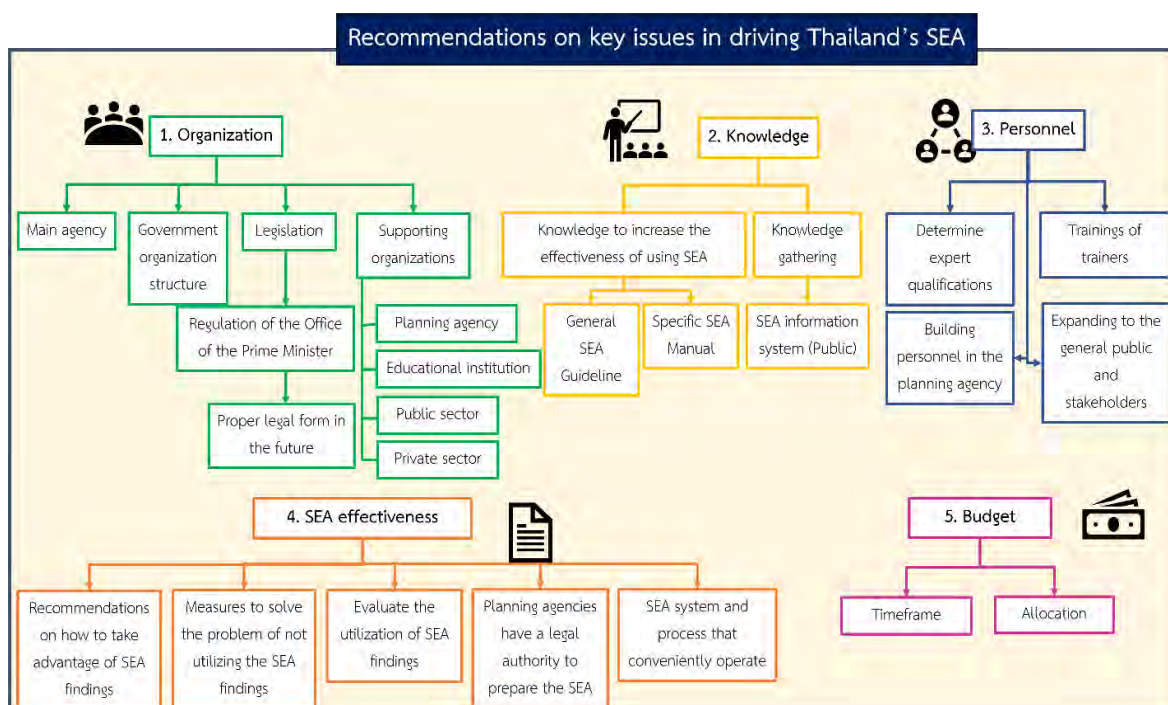 Recommendations on key issues in driving Thailand's SEA
1. Organization
Main agency
Government
organization
structure
Legislation
Supporting
organizations
Regulation of the Office
of the Prime Minister
Proper legal form in
the future
Planning agency
Educational institution
Public sector
Private sector
2. Knowledge
Knowledge to increase the
effectiveness of using SEA
Knowledge
gathering
General
SEA
Guideline
Specific SEA
Manual
SEA information
system (Public)
3. Personnel
Determine
expert
qualifications
Trainings of
trainers
Building
personnel in the
planning agency
Expanding to the
general public
and
stakeholders
4. SEA effectiveness
Recommendations
on how to take
advantage of SEA
findings
Measures to solve
the problem of not
utilizing the SEA
findings
Evaluate the
utilization of SEA
findings
Planning agencies
have a legal
authority to
prepare the SEA
SEA system and
process that
conveniently operate
5. Budget
Timeframe
Allocation